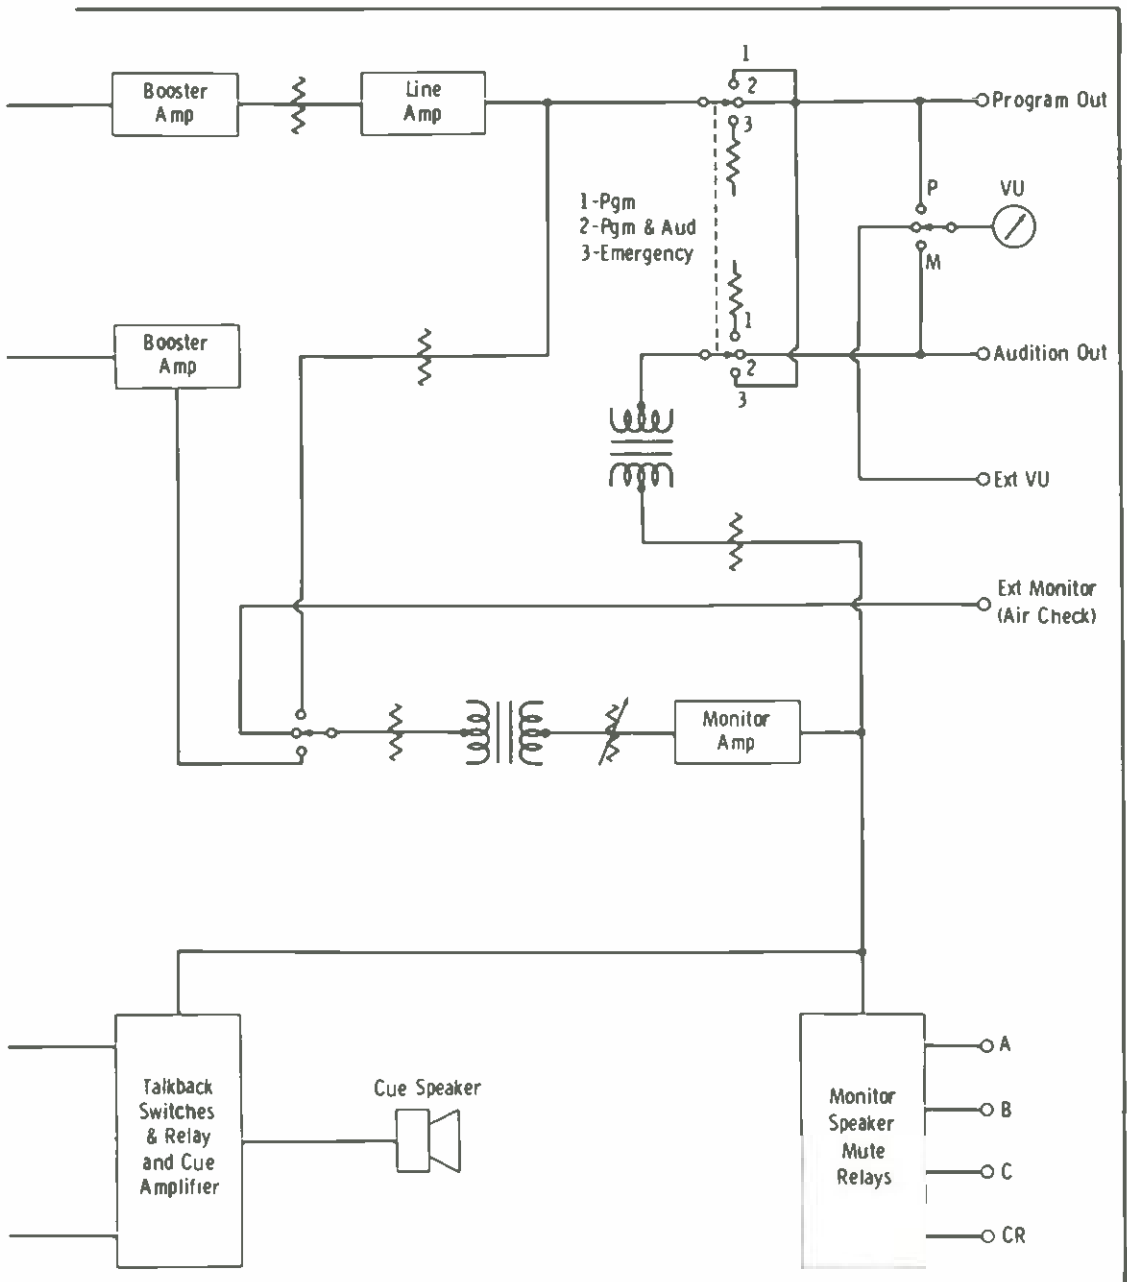 1
Booster
Amp
Line
Amp
2
Program Out
3
1-Pgm
2-Pgm & Aud
3-Emergency
P
VU
M
Booster
Amp
1
2
3
Audition Out
Ext VU
Ext Monitor
(Air Check)
Monitor
Amp
Talkback
Switches
& Relay
and Cue
Amplifier
Cue Speaker
Monitor
Speaker
Mute
Relays
A
B
C
CR